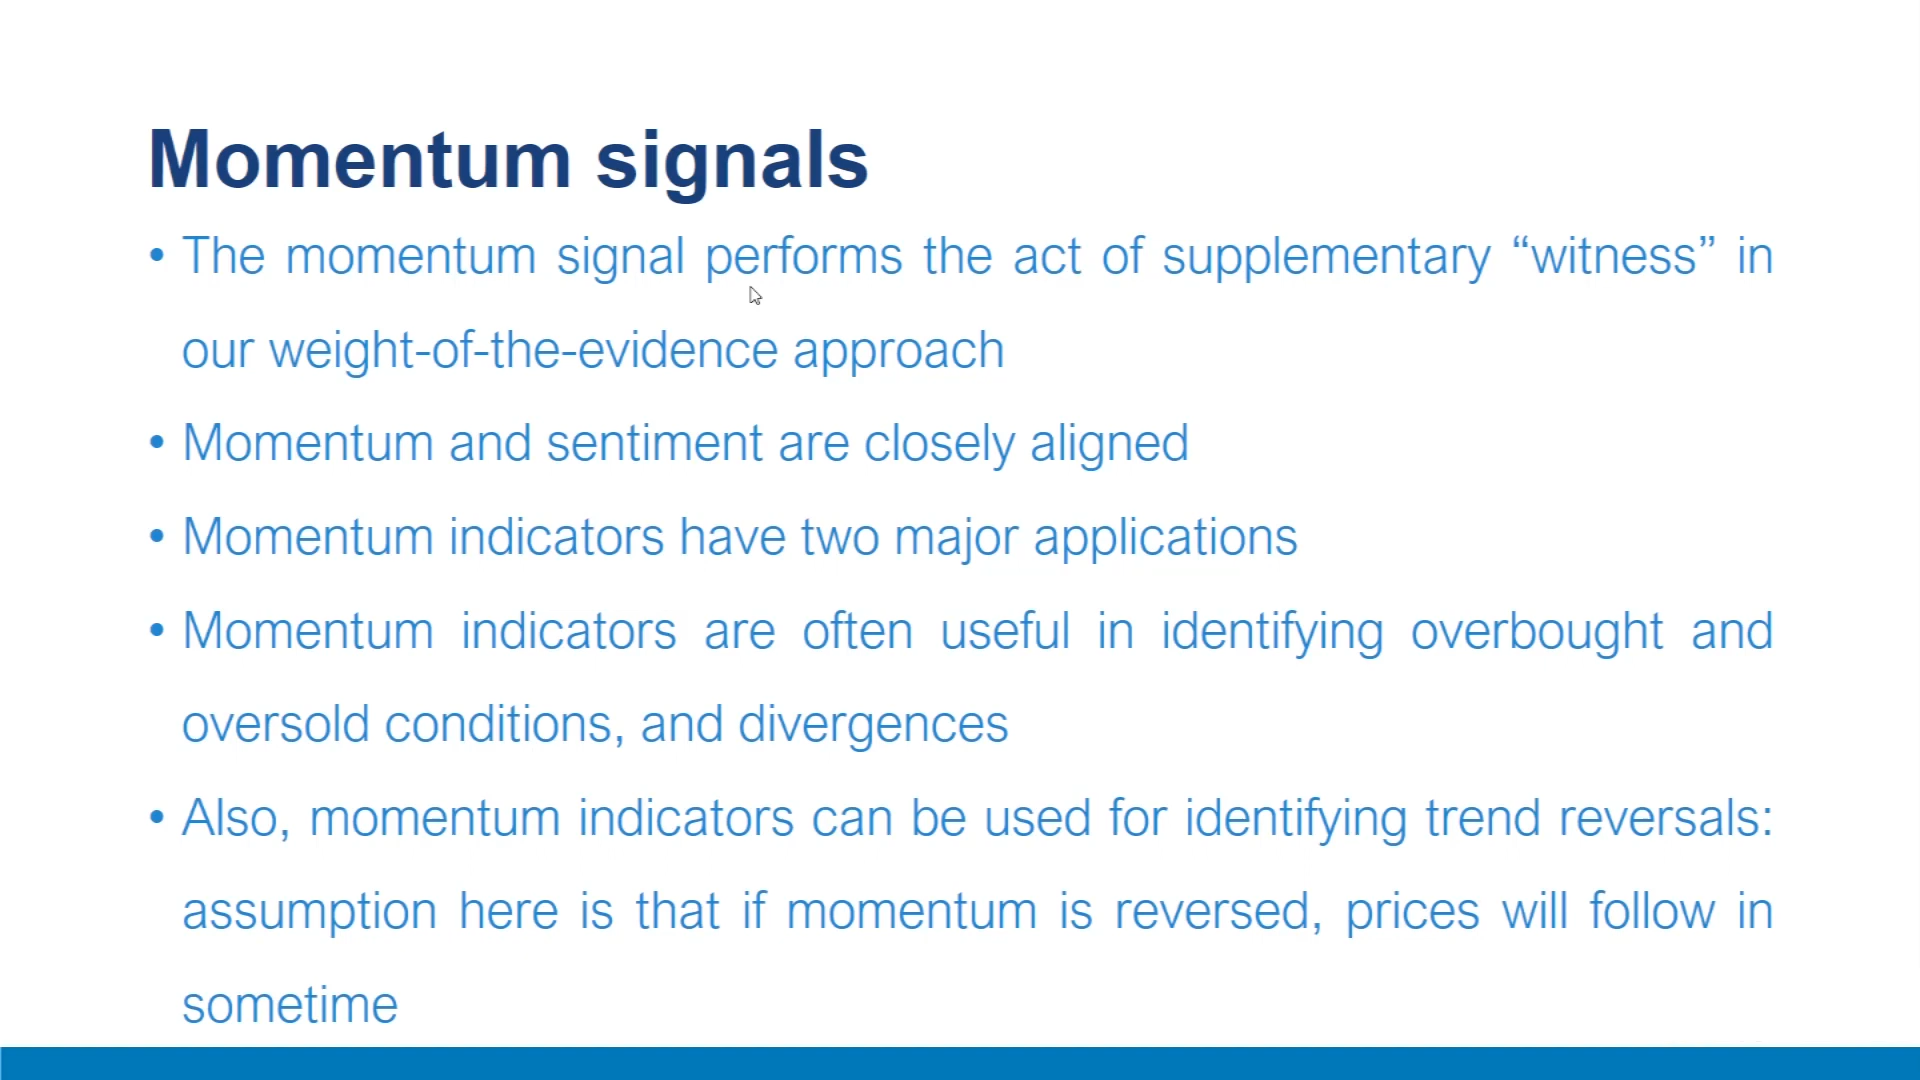 Momentum signals
• The momentum signal performs the act of supplementary “witness” in
our weight-of-the-evidence approach
• Momentum and sentiment are closely aligned
• Momentum indicators have two major applications
• Momentum indicators are often useful in identifying overbought and
oversold conditions, and divergences
• Also, momentum indicators can be used for identifying trend reversals:
assumption here is that if momentum is reversed, prices will follow in
sometime